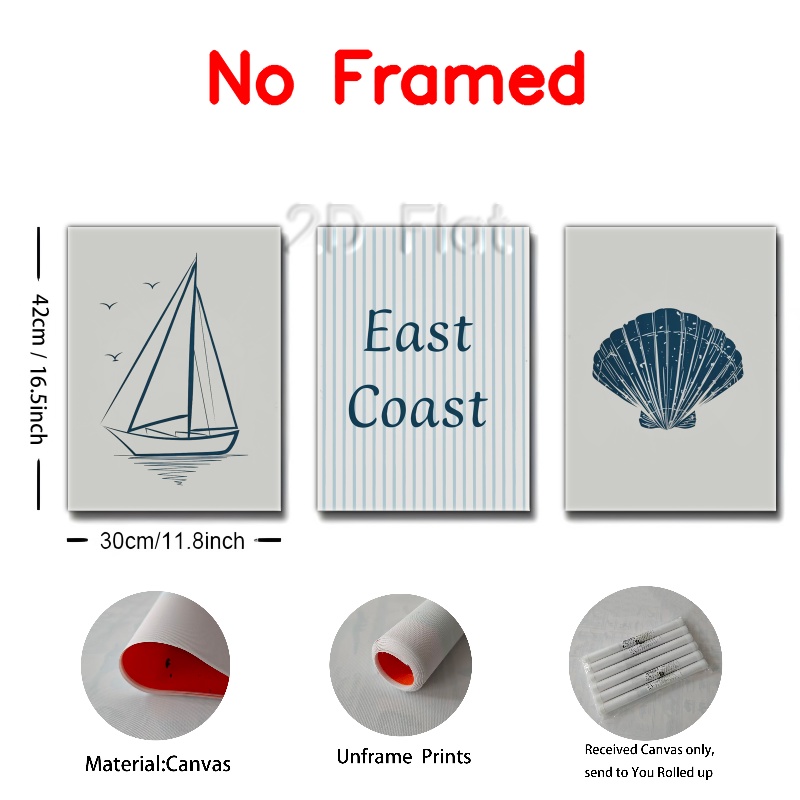 No Framed
2D Flat
42cm / 16.5inch
East
Coast
30cm/11.8inch
Material:Canvas
Unframe Prints
Received Canvas only,
send to You Rolled up